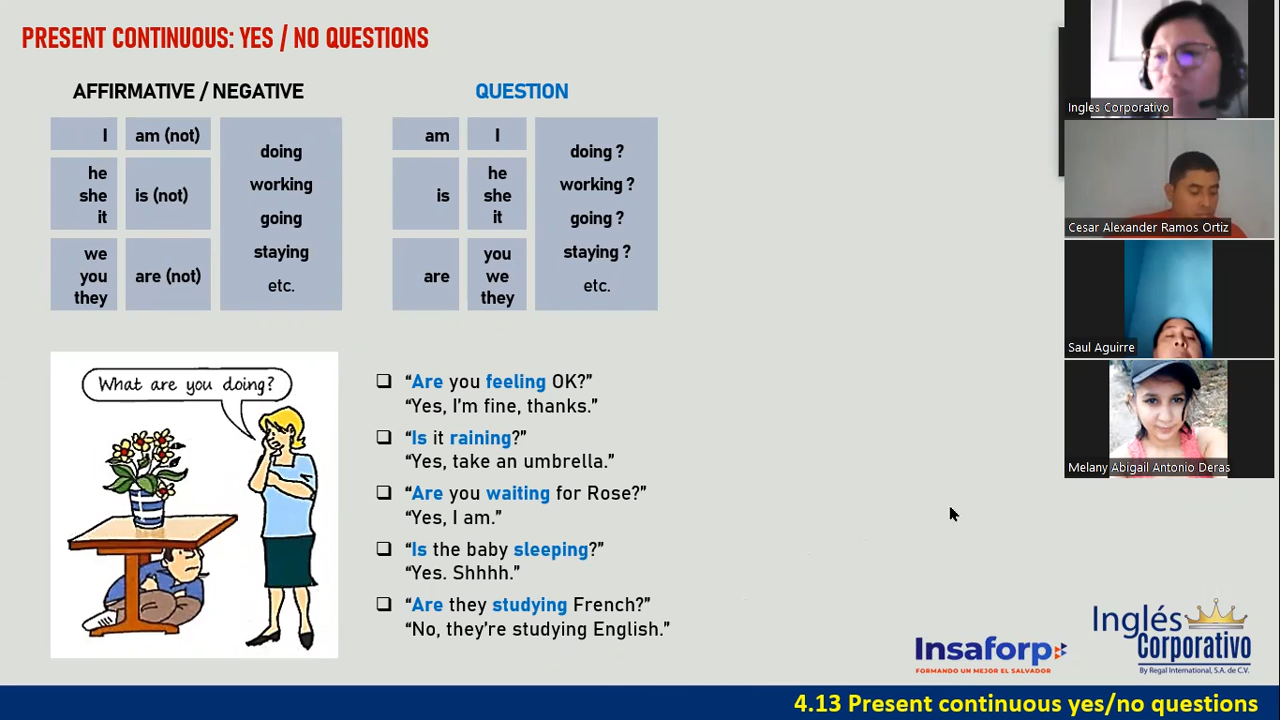 PRESENT CONTINUOUS: YES / NO QUESTIONS
AFFIRMATIVE / NEGATIVE
I
am (not)
he
she
it
is (not)
we
you
they
are (not)
doing
working
going
staying
etc.
QUESTION
am
I
is
he
she
it
are
you
we
they
doing ?
working ?
going ?
staying ?
etc.
What are you doing?
❑ “Are you feeling OK?”
“Yes, I’m fine, thanks.”
❑ “Is it raining?”
“Yes, take an umbrella.”
❑ “Are you waiting for Rose?”
“Yes, I am.”
❑ “Is the baby sleeping?”
“Yes. Shhhh.”
❑ “Are they studying French?”
“No, they’re studying English.”
Ingles Corporativo
Cesar Alexander Ramos Ortiz
Saul Aguirre
Melany Abigail Antonio Deras
Insaforp
FORMANDO UN MEJOR EL SALVADOR
Inglés
Corporativo
By Regal International, S.A. de C.V.
4.13 Present continuous yes/no questions